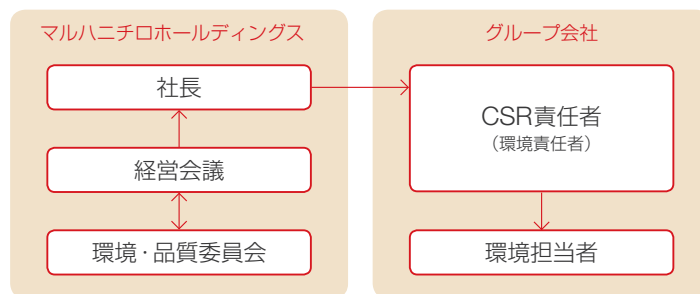 マルハニチロホールディングス
社長
経営会議
環境・品質委員会
グループ会社
CSR責任者
（環境責任者）
環境担当者